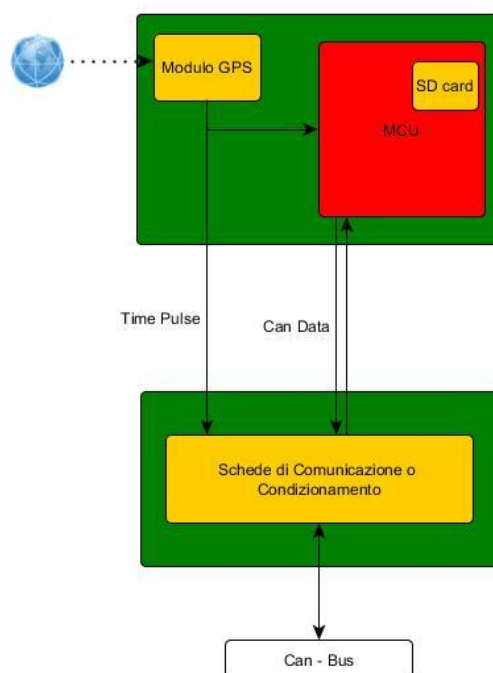 Modulo GPS
SD card
MCU
Time Pulse
Can Data
Schede di Comunicazione o
Condizionamento
Can - Bus